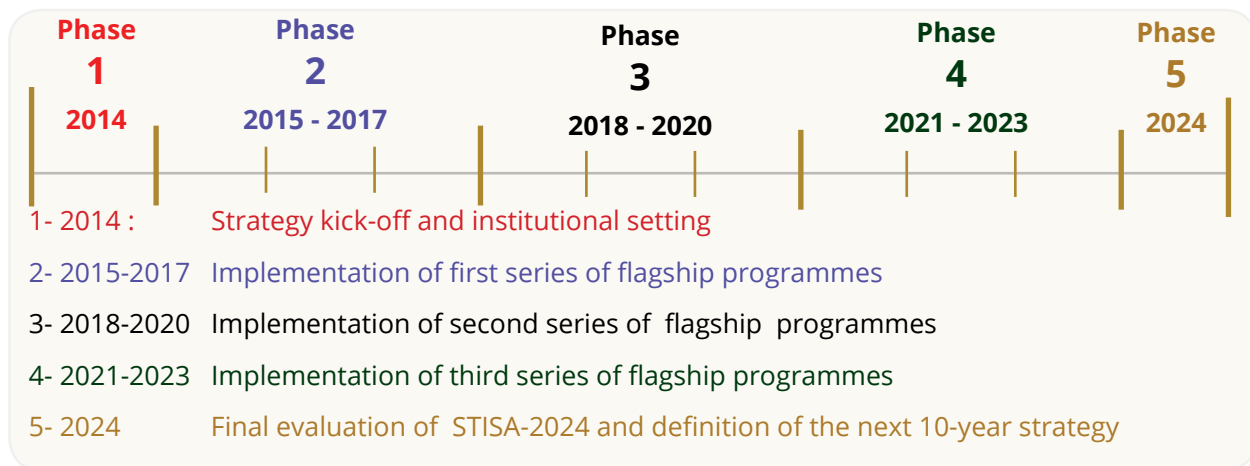 Phase
1
2014
Phase
2
2015 - 2017
Phase
3
2018 - 2020
Phase
4
2021 - 2023
Phase
5
2024
1- 2014 : Strategy kick-off and institutional setting
2- 2015-2017 Implementation of first series of flagship programmes
3- 2018-2020 Implementation of second series of flagship programmes
4- 2021-2023 Implementation of third series of flagship programmes
5- 2024 Final evaluation of STISA-2024 and definition of the next 10-year strategy